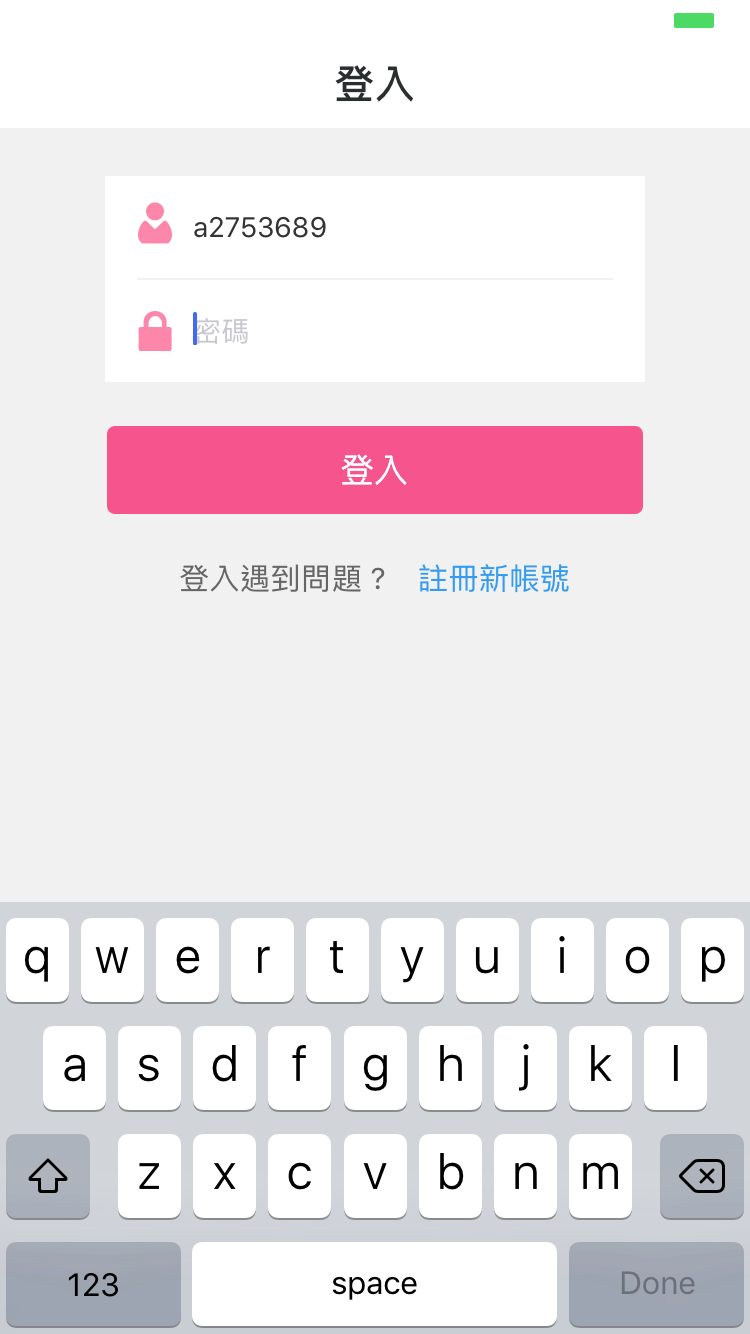 登入
a2753689
密碼
登入
登入遇到問題？ 註冊新帳號
q w e r t y u i o p
a s d f g h j k l
z x c v b n m
123 space Done